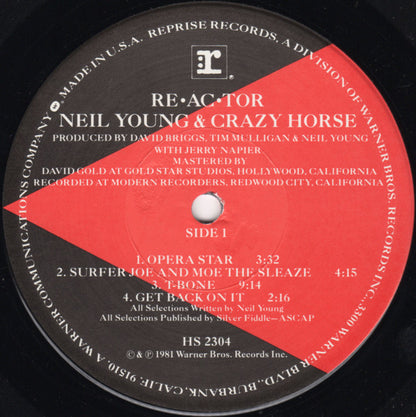 MADE IN U.S.A. REPRISE RECORDS, A DIVISION OF WARNER BROS. RECORDS INC., 3300 WARNER BLVD., BURBANK, CALIF. 91510. A WARNER COMMUNICATIONS COMPANY
r
RE•AC•TOR
NEIL YOUNG & CRAZY HORSE
PRODUCED BY DAVID BRIGGS, TIM MULLIGAN & NEIL YOUNG
WITH JERRY NAPIER
MASTERED BY
DAVID GOLD AT GOLD STAR STUDIOS, HOLLYWOOD, CALIFORNIA
RECORDED AT MODERN RECORDERS, REDWOOD CITY, CALIFORNIA
SIDE 1
1. OPERA STAR 3:32
2. SURFER JOE AND MOE THE SLEAZE 4:15
3. T-BONE 9:14
4. GET BACK ON IT 2:16
All Selections Written by Neil Young
All Selections Published by Silver Fiddle—ASCAP
HS 2304
© & ℗ 1981 Warner Bros. Records Inc.